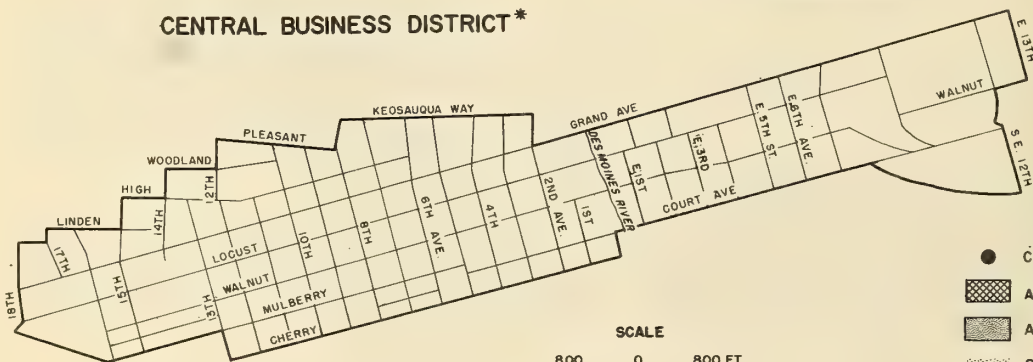 CENTRAL BUSINESS DISTRICT*
E 13TH
WALNUT
S E. 12TH
GRAND AVE
KEOSAUQUA WAY
PLEASANT
WOODLAND
HIGH
LINDEN
18TH
17TH
15TH
14TH
13TH
12TH
10TH
8TH
6TH AVE.
4TH
2ND AVE.
1ST
DES MOINES RIVER
E. 1ST
E. 3RD
E. 5TH ST.
E. 6TH AVE.
COURT AVE
LOCUST
WALNUT
MULBERRY
CHERRY
SCALE
800 0 800 FT.
C
A
A